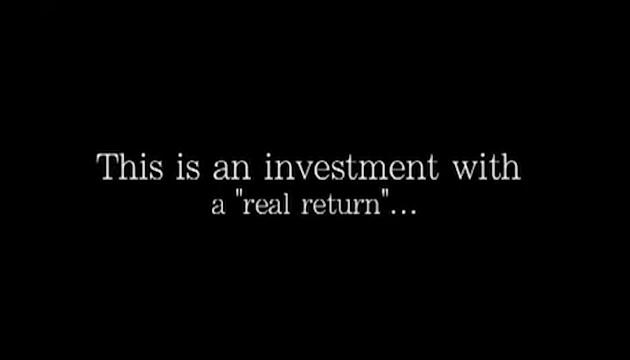 This is an investment with
a "real return"...